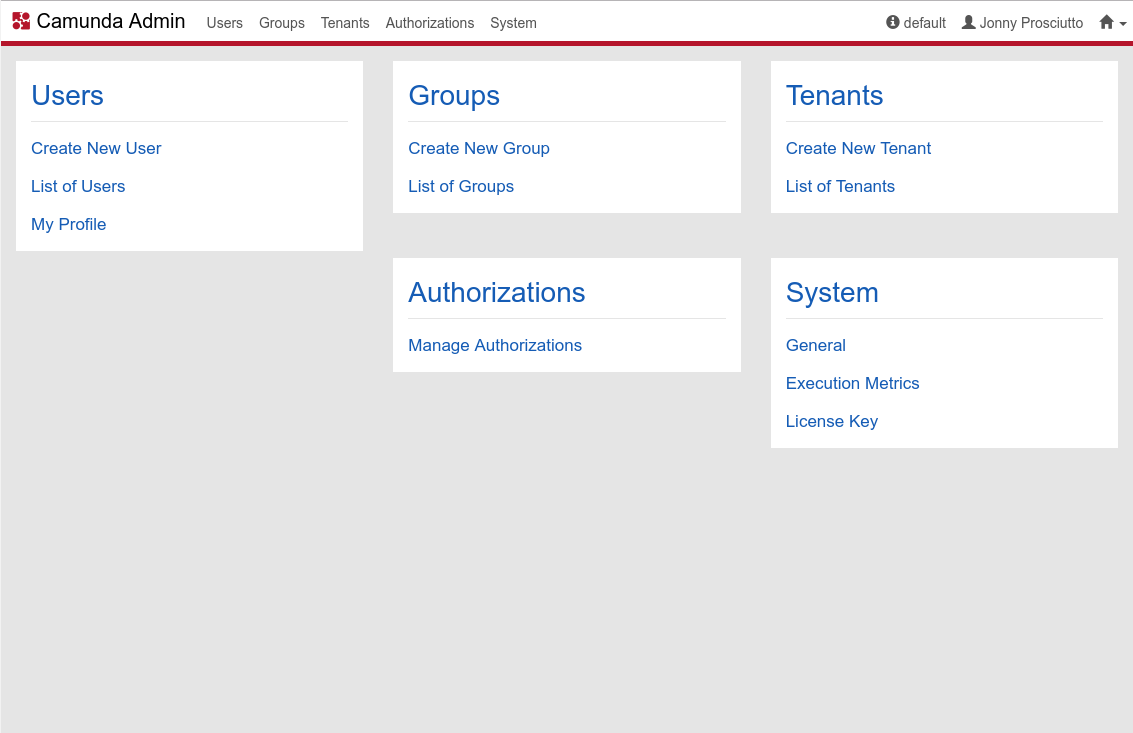 Camunda Admin Users Groups Tenants Authorizations System default Jonny Prosciutto
Users
Create New User
List of Users
My Profile
Groups
Create New Group
List of Groups
Tenants
Create New Tenant
List of Tenants
Authorizations
Manage Authorizations
System
General
Execution Metrics
License Key